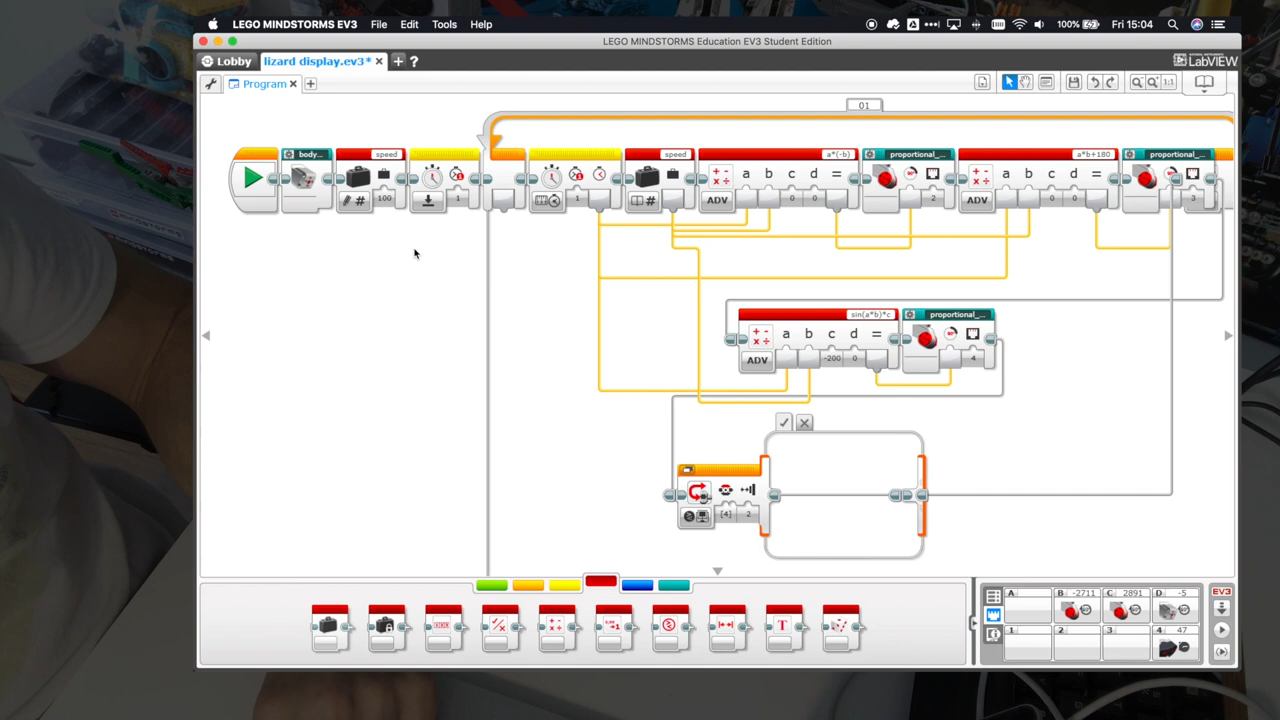 LEGO MINDSTORMS EV3 File Edit Tools Help 100% Fri 15:04
LEGO MINDSTORMS Education EV3 Student Edition
Lobby lizard display.ev3* + ? LabVIEW
Program 1:1
01
body... speed speed a*(-b) proportional_... a*b+180 proportional_...
a b c d = a b c d =
# 100 1 1 # ADV 0 0 2 ADV 0 0 3
sin(a*b)*c proportional_...
a b c d =
ADV -200 0 4
[4] 2
A B -2711 C 2891 D -5 EV3
1 2 3 4 47
T